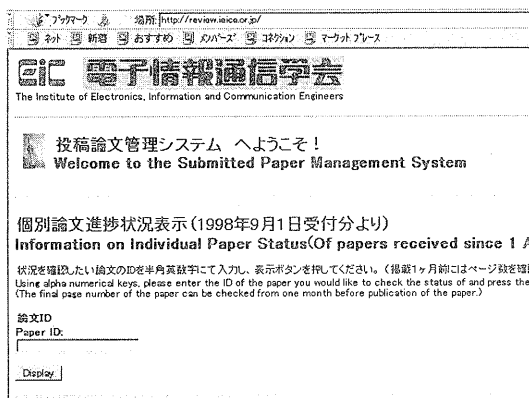 ブックマーク 場所: http://review.ieice.or.jp/
ネット 新着 おすすめ メンバーズ コネクション マーケットプレース
EiC 電子情報通信学会
The Institute of Electronics, Information and Communication Engineers
投稿論文管理システム へようこそ!
Welcome to the Submitted Paper Management System
個別論文進捗状況表示(1998年9月1日受付分より)
Information on Individual Paper Status(Of papers received since 1 A
状況を確認したい論文のIDを半角英数字にて入力し、表示ボタンを押してください。(掲載1ヶ月前にはページ数を確
Using alpha numerical keys, please enter the ID of the paper you would like to check the status of and press the
(The final page number of the paper can be checked from one month before publication of the paper.)
論文ID
Paper ID:
Display